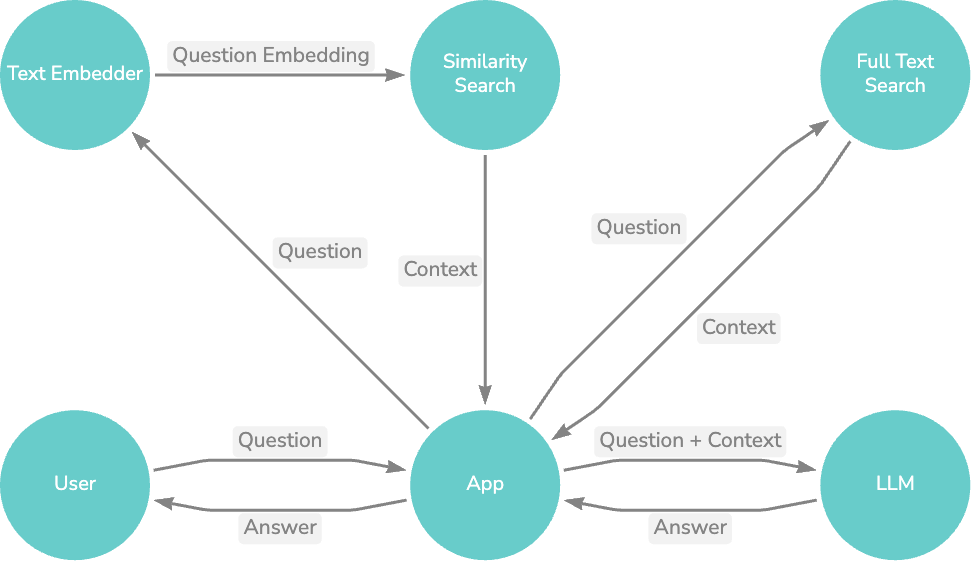 Question Embedding
Text Embedder
Similarity
Search
Full Text
Search
Question
Question
Context
Context
Question
Question + Context
User
App
LLM
Answer
Answer